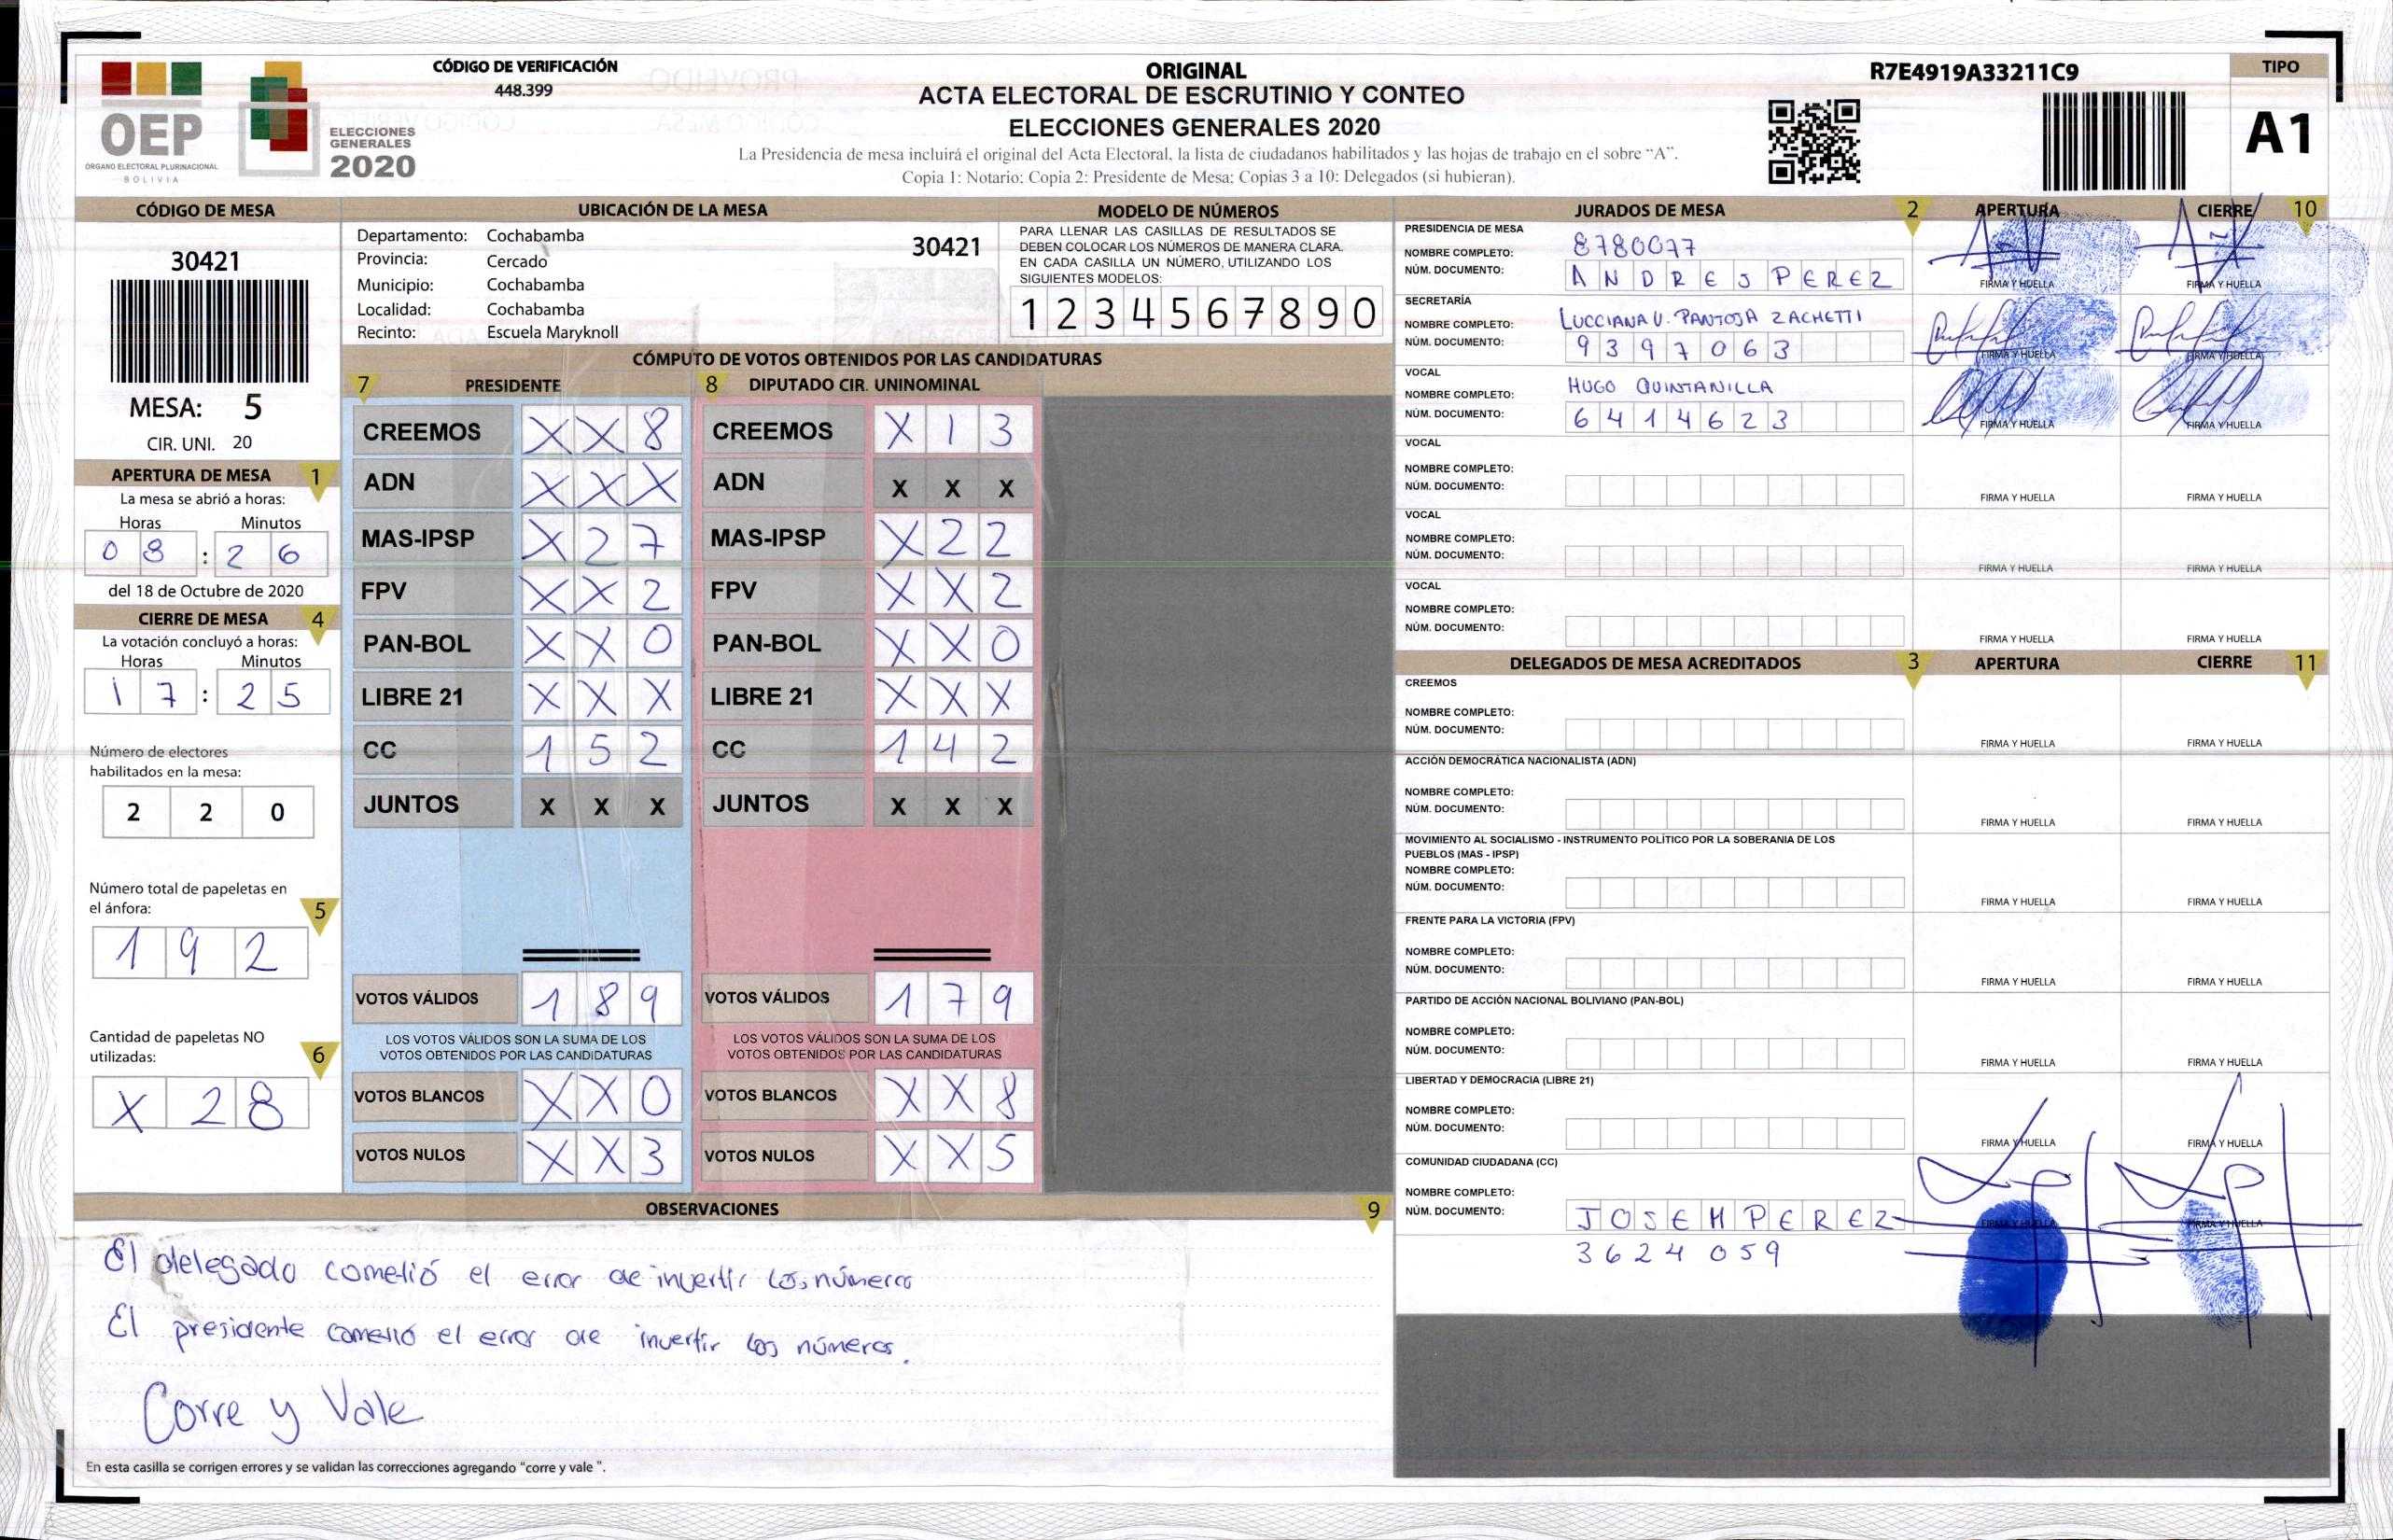 CÓDIGO DE VERIFICACIÓN
448.399
ORIGINAL
ACTA ELECTORAL DE ESCRUTINIO Y CONTEO
ELECCIONES GENERALES 2020
La Presidencia de mesa incluirá el original del Acta Electoral, la lista de ciudadanos habilitados y las hojas de trabajo en el sobre “A”.
Copia 1: Notario; Copia 2: Presidente de Mesa; Copias 3 a 10: Delegados (si hubieran).
R7E4919A33211C9
TIPO
A1
OEP
ÓRGANO ELECTORAL PLURINACIONAL
BOLIVIA
ELECCIONES
GENERALES
2020
CÓDIGO DE MESA
30421
MESA: 5
CIR. UNI. 20
APERTURA DE MESA 1
La mesa se abrió a horas:
Horas Minutos
08 : 26
del 18 de Octubre de 2020
CIERRE DE MESA 4
La votación concluyó a horas:
Horas Minutos
17 : 25
Número de electores
habilitados en la mesa:
2 2 0
Número total de papeletas en
el ánfora: 5
1 9 2
Cantidad de papeletas NO
utilizadas: 6
X 2 8
UBICACIÓN DE LA MESA
Departamento: Cochabamba 30421
Provincia: Cercado
Municipio: Cochabamba
Localidad: Cochabamba
Recinto: Escuela Maryknoll
MODELO DE NÚMEROS
PARA LLENAR LAS CASILLAS DE RESULTADOS SE
DEBEN COLOCAR LOS NÚMEROS DE MANERA CLARA.
EN CADA CASILLA UN NÚMERO, UTILIZANDO LOS
SIGUIENTES MODELOS:
1 2 3 4 5 6 7 8 9 0
CÓMPUTO DE VOTOS OBTENIDOS POR LAS CANDIDATURAS
7 PRESIDENTE 8 DIPUTADO CIR. UNINOMINAL
CREEMOS X X 8 CREEMOS X 1 3
ADN X X X ADN X X X
MAS-IPSP X 2 7 MAS-IPSP X 2 2
FPV X X 2 FPV X X 2
PAN-BOL X X 0 PAN-BOL X X 0
LIBRE 21 X X X LIBRE 21 X X X
CC 1 5 2 CC 1 4 2
JUNTOS X X X JUNTOS X X X
VOTOS VÁLIDOS 1 8 9 VOTOS VÁLIDOS 1 7 9
LOS VOTOS VÁLIDOS SON LA SUMA DE LOS LOS VOTOS VÁLIDOS SON LA SUMA DE LOS
VOTOS OBTENIDOS POR LAS CANDIDATURAS VOTOS OBTENIDOS POR LAS CANDIDATURAS
VOTOS BLANCOS X X 0 VOTOS BLANCOS X X 8
VOTOS NULOS X X 3 VOTOS NULOS X X 5
OBSERVACIONES 9
El delegado cometió el error de invertir los números
El presidente cometió el error de invertir los números.
Corre y Vale
En esta casilla se corrigen errores y se validan las correcciones agregando "corre y vale ".
JURADOS DE MESA 2 APERTURA CIERRE 10
PRESIDENCIA DE MESA
NOMBRE COMPLETO: 8780077
NÚM. DOCUMENTO: ANDRES PEREZ FIRMA Y HUELLA FIRMA Y HUELLA
SECRETARÍA
NOMBRE COMPLETO: LUCCIANA V. PANTOJA ZACHETTI
NÚM. DOCUMENTO: 9397063 FIRMA Y HUELLA FIRMA Y HUELLA
VOCAL
NOMBRE COMPLETO: HUGO QUINTANILLA
NÚM. DOCUMENTO: 6414623 FIRMA Y HUELLA FIRMA Y HUELLA
VOCAL
NOMBRE COMPLETO:
NÚM. DOCUMENTO: FIRMA Y HUELLA FIRMA Y HUELLA
VOCAL
NOMBRE COMPLETO:
NÚM. DOCUMENTO: FIRMA Y HUELLA FIRMA Y HUELLA
VOCAL
NOMBRE COMPLETO:
NÚM. DOCUMENTO: FIRMA Y HUELLA FIRMA Y HUELLA
DELEGADOS DE MESA ACREDITADOS 3 APERTURA CIERRE 11
CREEMOS
NOMBRE COMPLETO:
NÚM. DOCUMENTO: FIRMA Y HUELLA FIRMA Y HUELLA
ACCIÓN DEMOCRÁTICA NACIONALISTA (ADN)
NOMBRE COMPLETO:
NÚM. DOCUMENTO: FIRMA Y HUELLA FIRMA Y HUELLA
MOVIMIENTO AL SOCIALISMO - INSTRUMENTO POLÍTICO POR LA SOBERANIA DE LOS
PUEBLOS (MAS - IPSP)
NOMBRE COMPLETO:
NÚM. DOCUMENTO: FIRMA Y HUELLA FIRMA Y HUELLA
FRENTE PARA LA VICTORIA (FPV)
NOMBRE COMPLETO:
NÚM. DOCUMENTO: FIRMA Y HUELLA FIRMA Y HUELLA
PARTIDO DE ACCIÓN NACIONAL BOLIVIANO (PAN-BOL)
NOMBRE COMPLETO:
NÚM. DOCUMENTO: FIRMA Y HUELLA FIRMA Y HUELLA
LIBERTAD Y DEMOCRACIA (LIBRE 21)
NOMBRE COMPLETO:
NÚM. DOCUMENTO: FIRMA Y HUELLA FIRMA Y HUELLA
COMUNIDAD CIUDADANA (CC)
NOMBRE COMPLETO:
NÚM. DOCUMENTO: JOSE M PEREZ FIRMA Y HUELLA FIRMA Y HUELLA
3624059